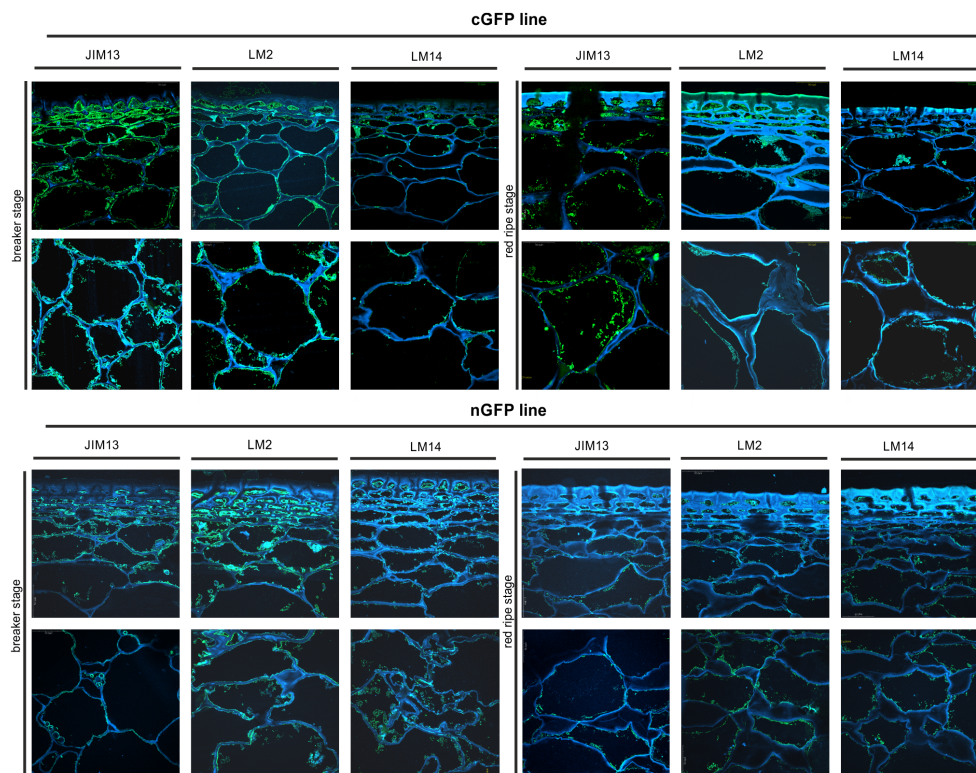 cGFP line
JIM13
LM2
LM14
JIM13
LM2
LM14
breaker stage
red ripe stage
nGFP line
JIM13
LM2
LM14
JIM13
LM2
LM14
breaker stage
red ripe stage